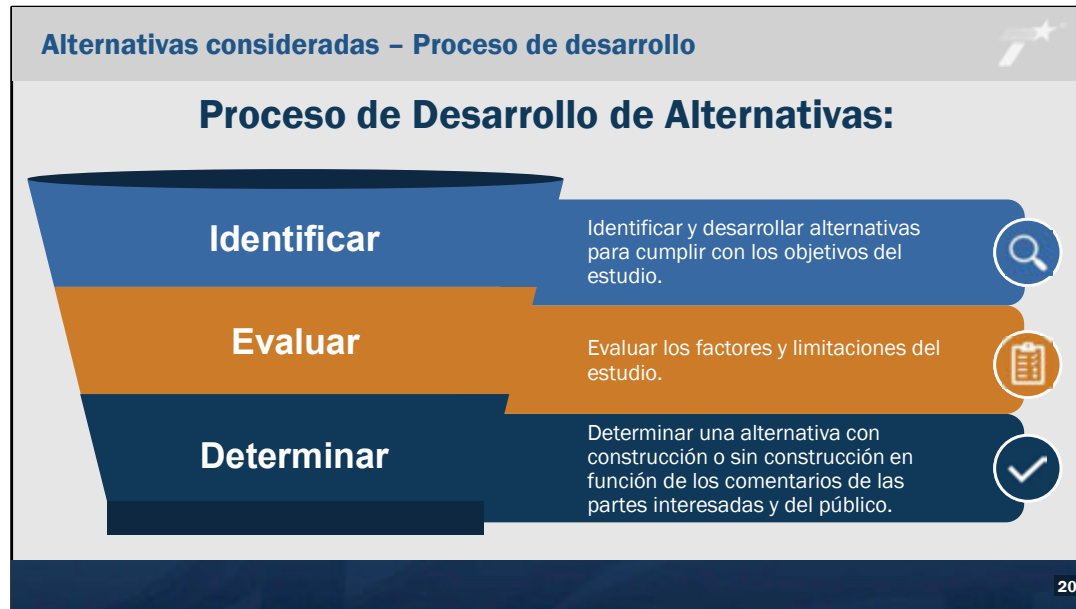 Alternativas consideradas – Proceso de desarrollo
Proceso de Desarrollo de Alternativas:
Identificar
Identificar y desarrollar alternativas
para cumplir con los objetivos del
estudio.
Evaluar
Evaluar los factores y limitaciones del
estudio.
Determinar
Determinar una alternativa con
construcción o sin construcción en
función de los comentarios de las
partes interesadas y del público.
20